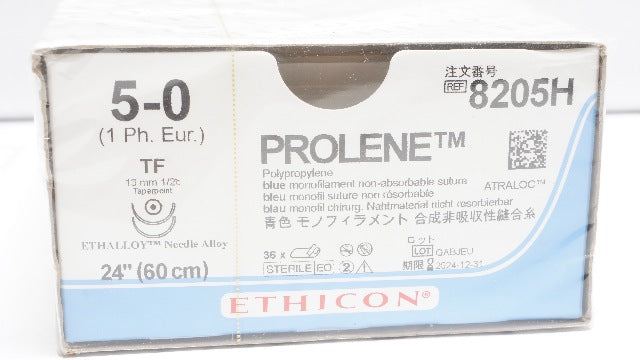 5-0
(1 Ph. Eur.)
TF
13 mm 1/2c
Taperpoint
ETHALLOY™ Needle Alloy
24" (60 cm)
注文番号
REF 8205H
PROLENE™
Polypropylene
blue monofilament non-absorbable suture
bleu monofil suture non résorbable
blau monofil chirurg. Nahtmaterial nicht resorbierbar
青色 モノフィラメント 合成非吸収性縫合糸
ATRALOC™
36 x
STERILE EO
2
ロット
LOT QABJEU
期限 2024-12-31
ETHICON®